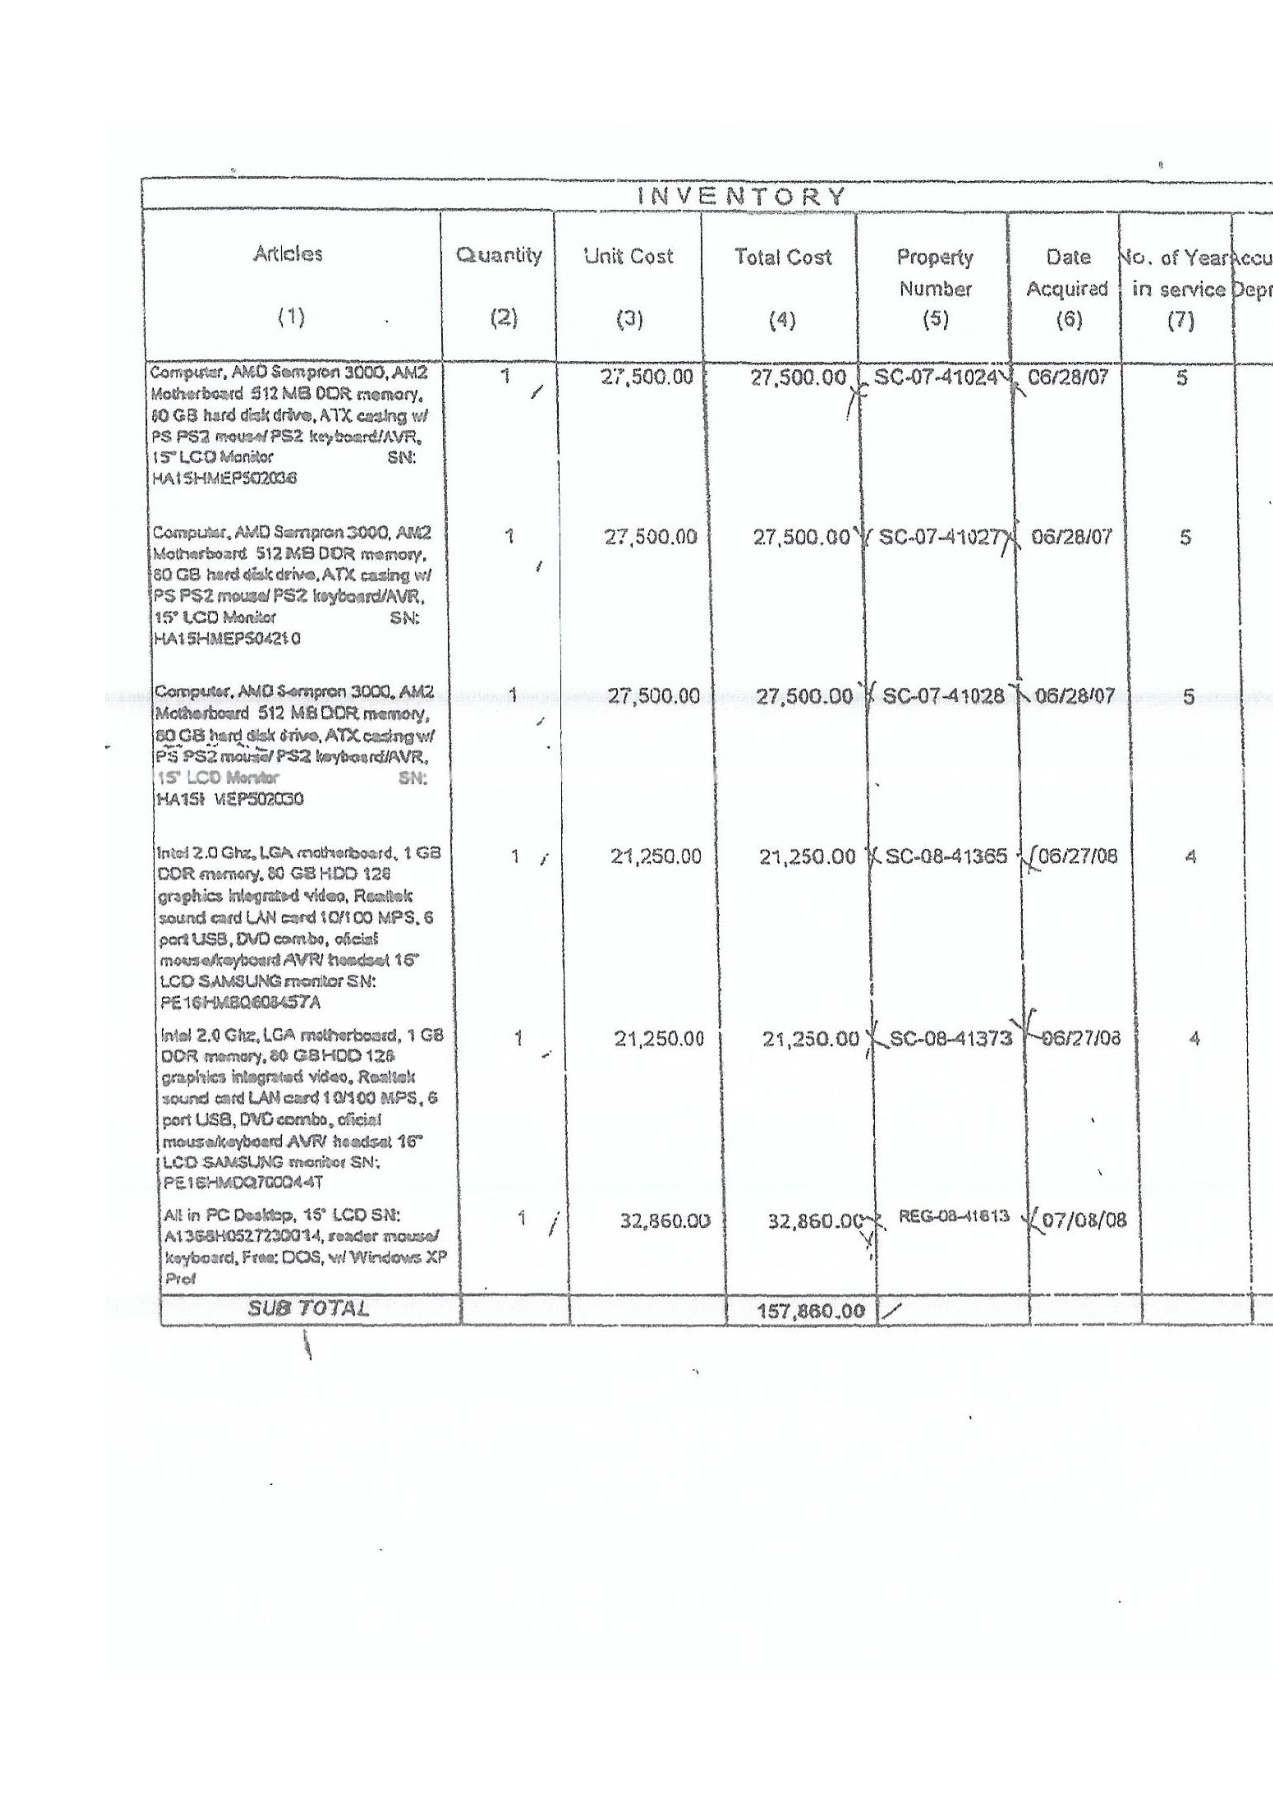 INVENTORY
Articles Quantity Unit Cost Total Cost Property Date No. of Year Accu
Number Acquired in service Depr
(1) (2) (3) (4) (5) (6) (7)
Computer, AMD Sempron 3000, AM2 1 27,500.00 27,500.00 SC-07-41024 06/28/07 5
Motherboard 512 MB DDR memory,
80 GB hard disk drive, ATX casing w/
PS PS2 mouse/ PS2 keyboard/AVR,
15" LCD Monitor SN:
HA15HMEP502036
Computer, AMD Sempron 3000, AM2 1 27,500.00 27,500.00 SC-07-41027 06/28/07 5
Motherboard 512 MB DDR memory,
80 GB hard disk drive, ATX casing w/
PS PS2 mouse/ PS2 keyboard/AVR,
15" LCD Monitor SN:
HA15HMEP504210
Computer, AMD Sempron 3000, AM2 1 27,500.00 27,500.00 SC-07-41028 06/28/07 5
Motherboard 512 MB DDR memory,
80 GB hard disk drive, ATX casing w/
PS PS2 mouse/ PS2 keyboard/AVR,
15" LCD Monitor SN:
Intel 2.0 Ghz, LGA motherboard, 1 GB 1 21,250.00 21,250.00 SC-08-41365 06/27/08 4
DDR memory, 80 GB HDD 128
graphics integrated video, Realtek
sound card LAN card 10/100 MPS, 6
port USB, DVD combo, oficial
mouse/keyboard AVR/ headset 16"
LCD SAMSUNG monitor SN:
Intel 2.0 Ghz, LGA motherboard, 1 GB 1 21,250.00 21,250.00 SC-08-41373 06/27/08 4
DDR memory, 80 GB HDD 128
graphics integrated video, Realtek
sound card LAN card 10/100 MPS, 6
port USB, DVD combo, oficial
mouse/keyboard AVR/ headset 16"
LCD SAMSUNG monitor SN:
All in PC Desktop, 15" LCD SN: 1 32,860.00 32,860.00 REG-08-41613 07/08/08
reader mouse/
keyboard, Free: DOS, w/ Windows XP
Prof
SUB TOTAL 157,860.00